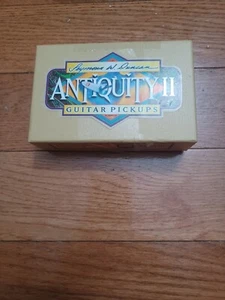 Seymour W. Duncan
ANTIQUITY II
GUITAR PICKUPS